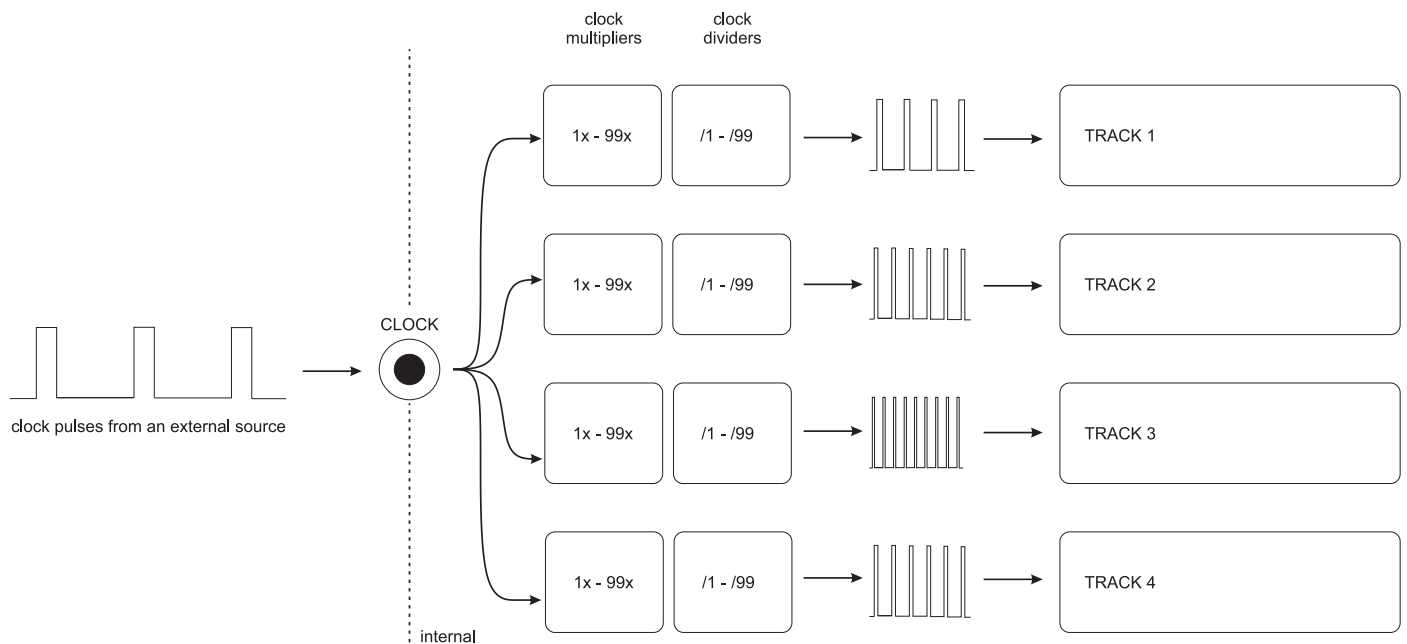 clock
multipliers
clock
dividers
1x - 99x
/1 - /99
TRACK 1
1x - 99x
/1 - /99
TRACK 2
CLOCK
clock pulses from an external source
1x - 99x
/1 - /99
TRACK 3
1x - 99x
/1 - /99
TRACK 4
internal